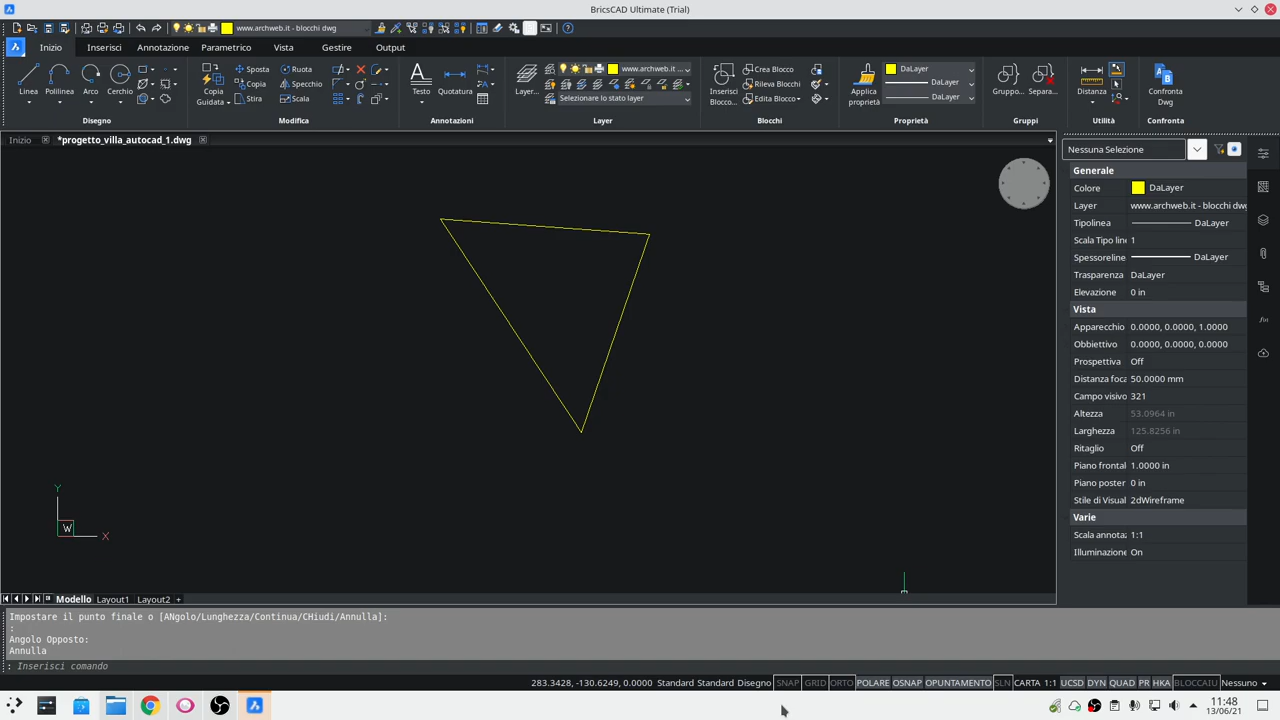 BricsCAD Ultimate (Trial)
www.archweb.it - blocchi dwg
Inizio
Inserisci
Annotazione
Parametrico
Vista
Gestire
Output
Linea
Polilinea
Arco
Cerchio
Disegno
Copia
Guidata
Sposta
Copia
Stira
Ruota
Specchio
Scala
Modifica
Testo
Quotatura
Annotazioni
Layer...
www.archweb.it ...
Selezionare lo stato layer
Layer
Inserisci
Blocco...
Crea Blocco
Rileva Blocchi
Edita Blocco
Blocchi
Applica
proprietà
DaLayer
DaLayer
DaLayer
Proprietà
Gruppo...
Separa...
Gruppi
Distanza
Utilità
Confronta
Dwg
Confronta
Inizio
*progetto_villa_autocad_1.dwg
Nessuna Selezione
Generale
Colore DaLayer
Layer www.archweb.it - blocchi dwg
Tipolinea DaLayer
Scala Tipo line 1
Spessoreline DaLayer
Trasparenza DaLayer
Elevazione 0 in
Vista
Apparecchio 0.0000, 0.0000, 1.0000
Obbiettivo 0.0000, 0.0000, 0.0000
Prospettiva Off
Distanza foca 50.0000 mm
Campo visivo 321
Altezza 53.0964 in
Larghezza 125.8256 in
Ritaglio Off
Piano frontal 1.0000 in
Piano poster 0 in
Stile di Visual 2dWireframe
Varie
Scala annota: 1:1
Illuminazione On
Y
W
X
Modello
Layout1
Layout2
+
Impostare il punto finale o [ANgolo/Lunghezza/Continua/CHiudi/Annulla]:
:
Angolo Opposto:
Annulla
: Inserisci comando
283.3428, -130.6249, 0.0000 Standard Standard Disegno SNAP GRID ORTO POLARE OSNAP OPUNTAMENTO SLN CARTA 1:1 UCSD DYN QUAD PR HKA BLOCCAIU Nessuno
11:48
13/06/21